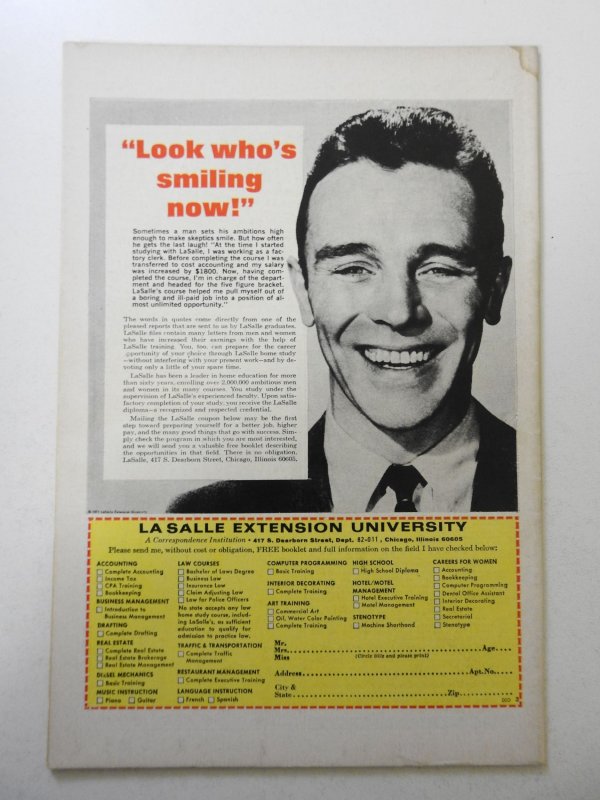 “Look who’s
smiling
now!”
Sometimes a man sets his ambitions high
enough to make skeptics smile. But how often
he gets the last laugh! "At the time I started
studying with LaSalle, I was working as a fac-
tory clerk. Before completing the course I was
transferred to cost accounting and my salary
was increased by $1800. Now, having com-
pleted the course, I'm in charge of the depart-
ment and headed for the five figure bracket.
LaSalle's course helped me pull myself out of
a boring and ill-paid job into a position of al-
most unlimited opportunity."
The words in quotes come directly from one of the
pleased reports that are sent to us by LaSalle graduates.
LaSalle files contain many letters from men and women
who have increased their earnings with the help of
LaSalle training. You, too, can prepare for the career
opportunity of your choice through LaSalle home study
—without interfering with your present work—and by de-
voting only a little of your spare time.
LaSalle has been a leader in home education for more
than sixty years, enrolling over 2,000,000 ambitious men
and women in its many courses. You study under the
supervision of LaSalle's experienced faculty. Upon satis-
factory completion of your study, you receive the LaSalle
diploma—a recognized and respected credential.
Mailing the LaSalle coupon below may be the first
step toward preparing yourself for a better job, higher
pay, and the many good things that go with success. Sim-
ply check the program in which you are most interested,
and we will send you a valuable free booklet describing
the opportunities in that field. There is no obligation.
LaSalle, 417 S. Dearborn Street, Chicago, Illinois 60605.
LaSalle Extension University
LA SALLE EXTENSION UNIVERSITY
A Correspondence Institution • 417 S. Dearborn Street, Dept. 82-011, Chicago, Illinois 60605
Please send me, without cost or obligation, FREE booklet and full information on the field I have checked below:
ACCOUNTING
Complete Accounting
Income Tax
CPA Training
Bookkeeping
BUSINESS MANAGEMENT
Introduction to
Business Management
DRAFTING
Complete Drafting
REAL ESTATE
Complete Real Estate
Real Estate Brokerage
Real Estate Management
DIESEL MECHANICS
Basic Training
MUSIC INSTRUCTION
Piano Guitar
LAW COURSES
Bachelor of Laws Degree
Business Law
Insurance Law
Claim Adjusting Law
Law for Police Officers
No state accepts any law
home study course, includ-
ing LaSalle's, as sufficient
education to qualify for
admission to practice law.
TRAFFIC & TRANSPORTATION
Complete Traffic
Management
RESTAURANT MANAGEMENT
Complete Executive Training
LANGUAGE INSTRUCTION
French Spanish
COMPUTER PROGRAMMING
Basic Training
INTERIOR DECORATING
Complete Training
ART TRAINING
Commercial Art
Oil, Water Color Painting
Complete Training
HIGH SCHOOL
High School Diploma
HOTEL/MOTEL
MANAGEMENT
Hotel Executive Training
Motel Management
STENOTYPE
Machine Shorthand
CAREERS FOR WOMEN
Accounting
Bookkeeping
Computer Programming
Dental Office Assistant
Interior Decorating
Real Estate
Secretarial
Stenotype
Mr.
Mrs. Age
Miss (Circle title and please print)
Address Apt. No.
City &
State Zip